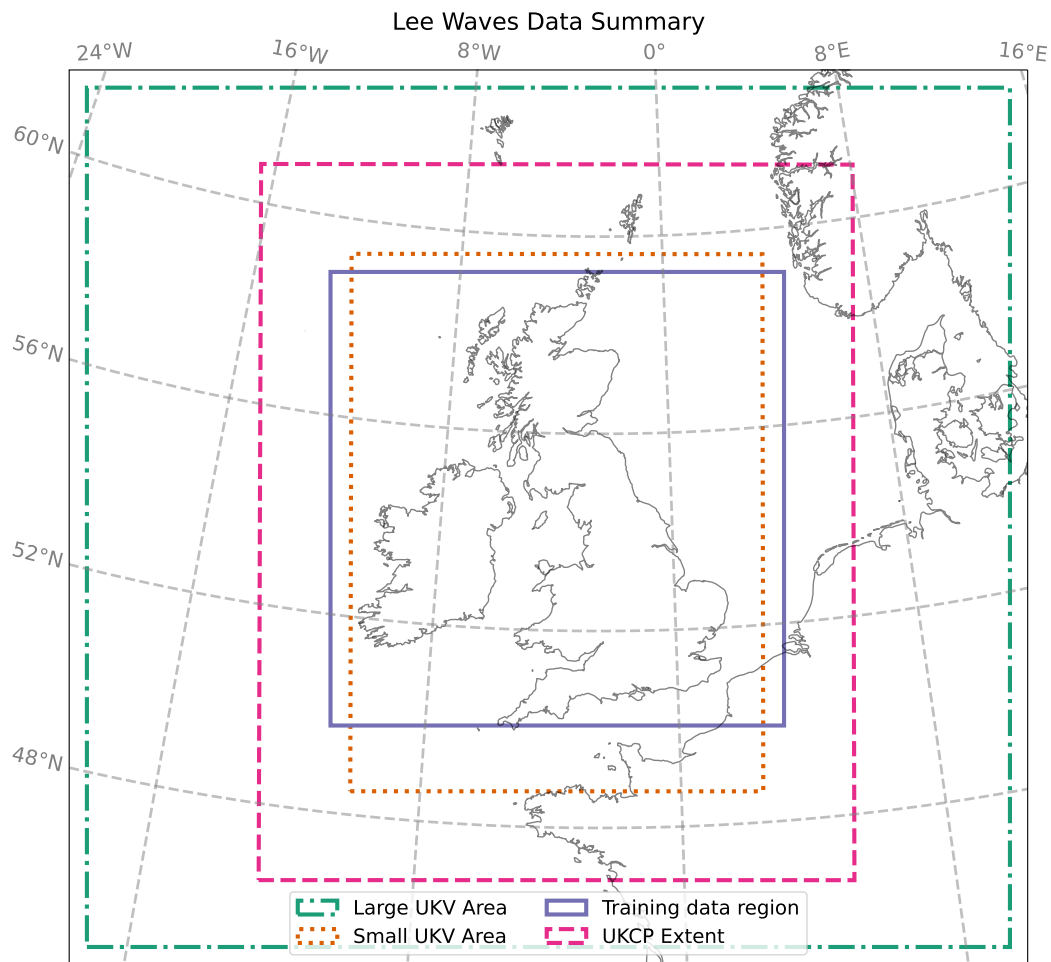 Lee Waves Data Summary
24°W 16°W 8°W 0° 8°E 16°E
60°N
56°N
52°N
48°N
Large UKV Area Training data region
Small UKV Area UKCP Extent